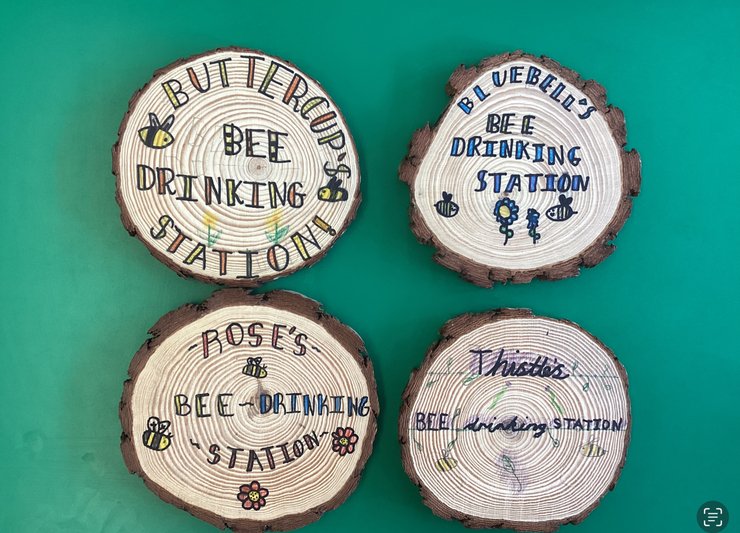 BUTTERCUP'S
BEE
DRINKING
STATION!
BLUEBELL'S
BEE
DRINKING
STATION
-ROSE'S-
BEE~DRINKING
~STATION~
Thistle's
BEE drinking STATION